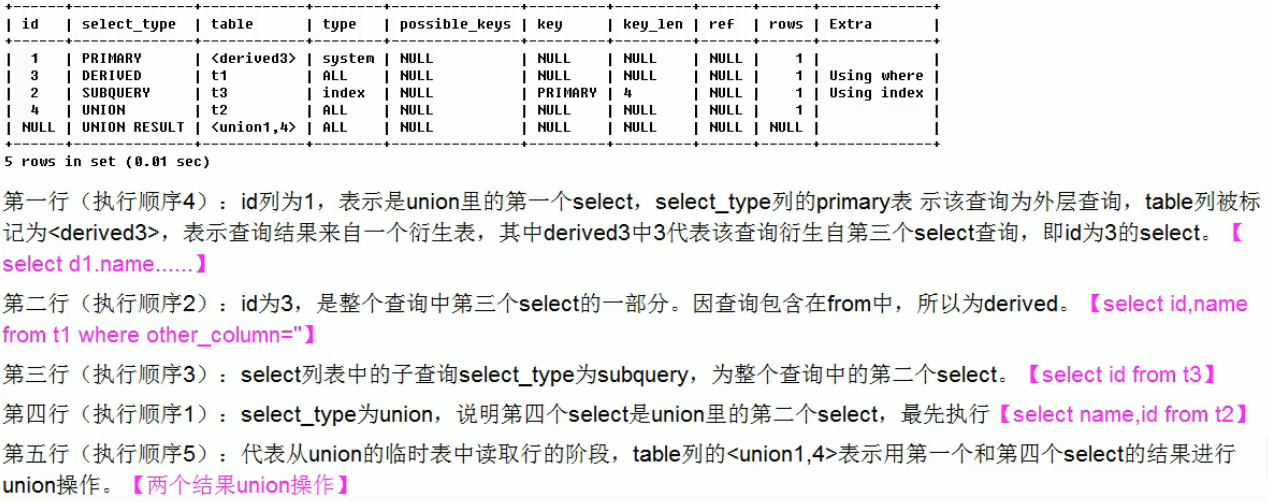 | id | select_type | table | type | possible_keys | key | key_len | ref | rows | Extra |
| 1 | PRIMARY | <derived3> | system | NULL | NULL | NULL | NULL | 1 | |
| 3 | DERIVED | t1 | ALL | NULL | NULL | NULL | NULL | 1 | Using where |
| 2 | SUBQUERY | t3 | index | NULL | PRIMARY | 4 | NULL | 1 | Using index |
| 4 | UNION | t2 | ALL | NULL | NULL | NULL | NULL | 1 | |
| NULL | UNION RESULT | <union1,4> | ALL | NULL | NULL | NULL | NULL | NULL | |
5 rows in set (0.01 sec)
第一行（执行顺序4）：id列为1，表示是union里的第一个select，select_type列的primary表 示该查询为外层查询，table列被标
记为<derived3>，表示查询结果来自一个衍生表，其中derived3中3代表该查询衍生自第三个select查询，即id为3的select。【
select d1.name......】
第二行（执行顺序2）：id为3，是整个查询中第三个select的一部分。因查询包含在from中，所以为derived。【select id,name
from t1 where other_column=''】
第三行（执行顺序3）：select列表中的子查询select_type为subquery，为整个查询中的第二个select。【select id from t3】
第四行（执行顺序1）：select_type为union，说明第四个select是union里的第二个select，最先执行【select name,id from t2】
第五行（执行顺序5）：代表从union的临时表中读取行的阶段，table列的<union1,4>表示用第一个和第四个select的结果进行
union操作。【两个结果union操作】